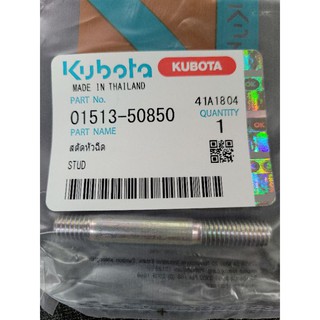 Kubota KUBOTA
MADE IN THAILAND
PART No. 41A1804
01513-50850 QUANTITY
PART NAME 1
สตัดหัวฉีด
STUD